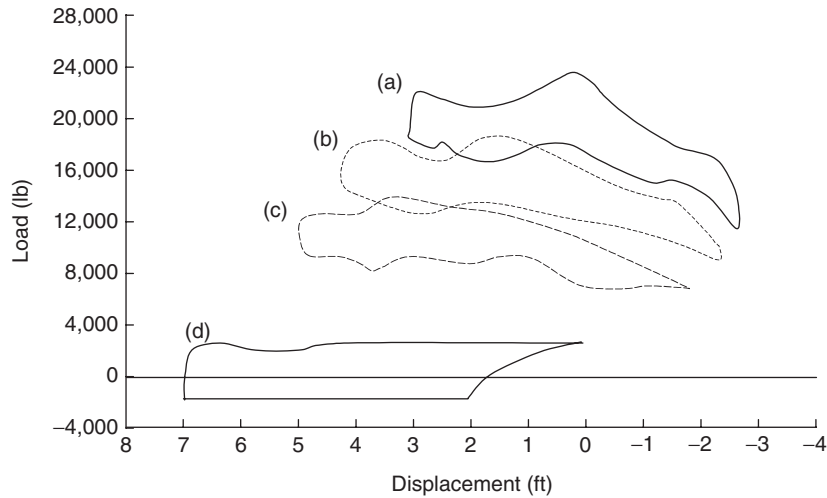 28,000
24,000
20,000
16,000
12,000
8,000
4,000
0
−4,000
Load (lb)
(a)
(b)
(c)
(d)
8 7 6 5 4 3 2 1 0 −1 −2 −3 −4
Displacement (ft)